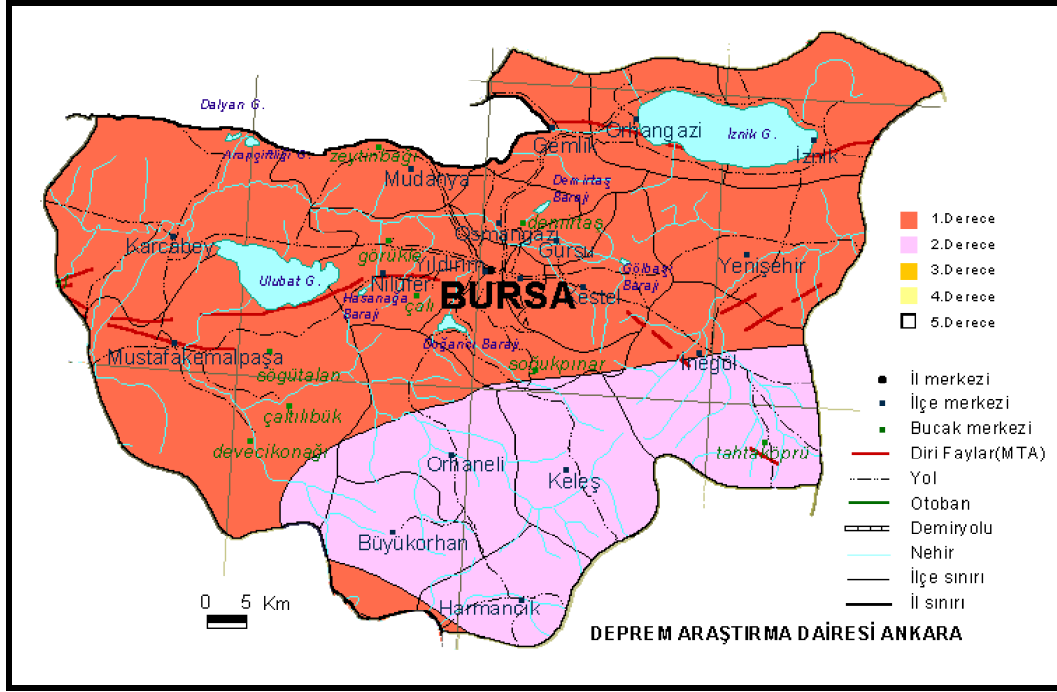 Dalyan G.
Arapçiftliği G.
zeytinbağı
Mudanya
Gemlik
Orhangazi
İznik G.
İznik
Demirtaş
Barajı
demirtaş
Osmangazi
Gürsu
Karcabey
görükle
Yıldırım
Ulubat G.
Nilüfer
Gölbaşı
Barajı
Yenişehir
Hasanağa
Barajı
çalı
BURSA
Kestel
Doğancı Barajı
Mustafakemalpaşa
söğütalan
soğukpınar
İnegöl
çaltılıbük
devecikonağı
Orhaneli
Keleş
tahtaköprü
Büyükorhan
Harmancık
1.Derece
2.Derece
3.Derece
4.Derece
5.Derece
İl merkezi
İlçe merkezi
Bucak merkezi
Diri Faylar(MTA)
Yol
Otoban
Demiryolu
Nehir
İlçe sınırı
İl sınırı
0 5 Km
DEPREM ARAŞTIRMA DAİRESİ ANKARA